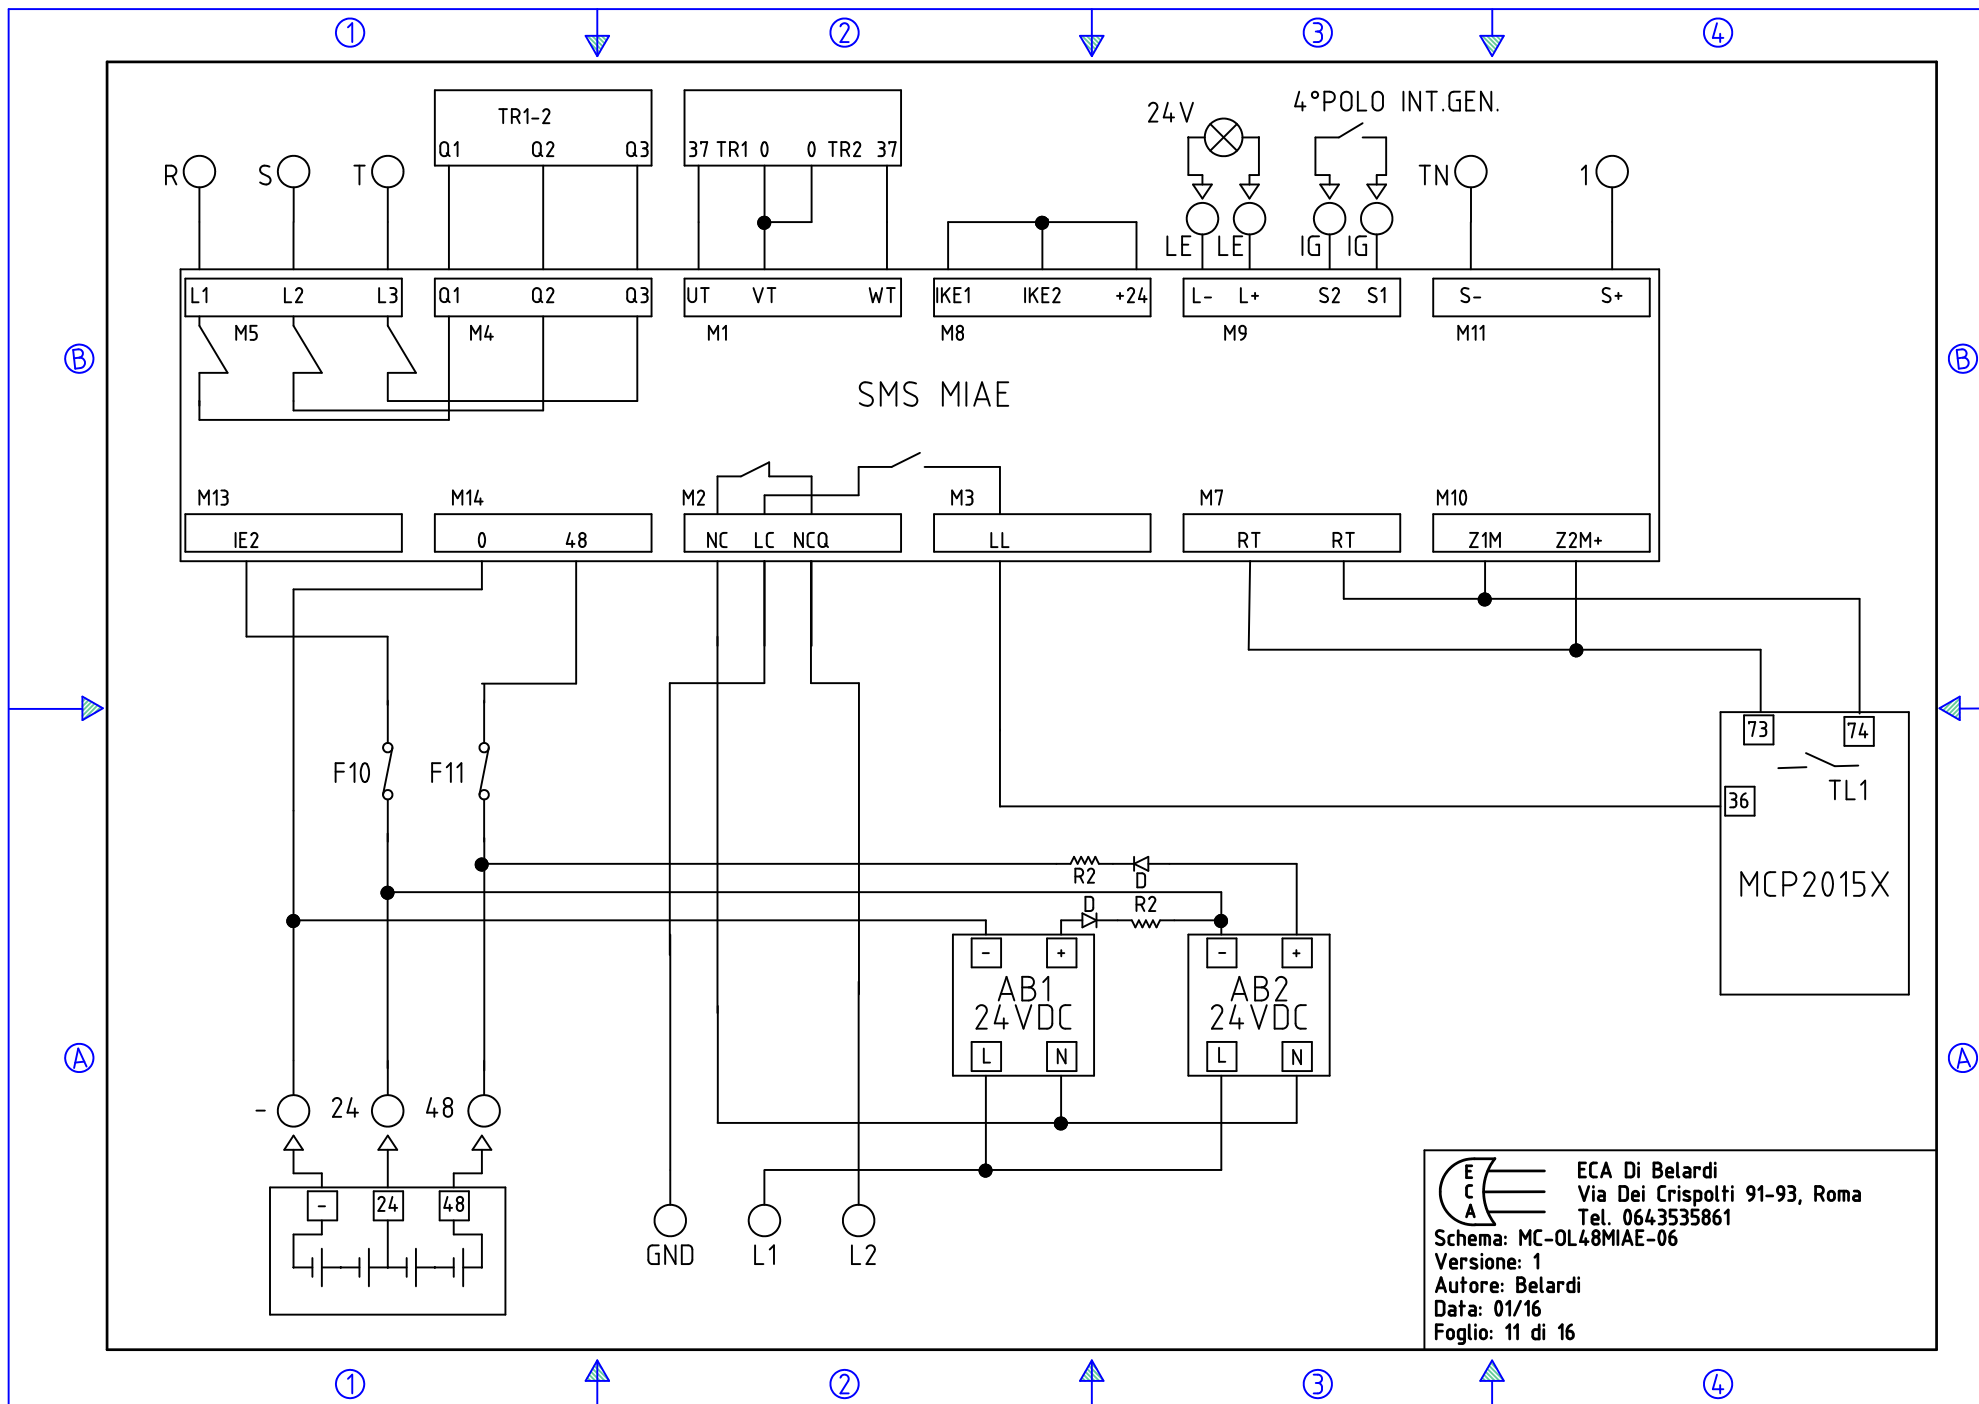 1 2 3 4
24V 4°POLO INT.GEN.
TR1-2
Q1 Q2 Q3
37 TR1 0 0 TR2 37
R S T TN 1
LE LE IG IG
L1 L2 L3 Q1 Q2 Q3 UT VT WT IKE1 IKE2 +24 L- L+ S2 S1 S- S+
M5 M4 M1 M8 M9 M11
B B
SMS MIAE
M13 M14 M2 M3 M7 M10
IE2 0 48 NC LC NCQ LL RT RT Z1M Z2M+
73 74
F10 F11
TL1
36
R2 D
MCP2015X
D R2
- + - +
AB1 AB2
24VDC 24VDC
L N L N
A A
- 24 48
- 24 48
GND L1 L2
E
C
A
ECA Di Belardi
Via Dei Crispolti 91-93, Roma
Tel. 0643535861
Schema: MC-OL48MIAE-06
Versione: 1
Autore: Belardi
Data: 01/16
Foglio: 11 di 16
1 2 3 4